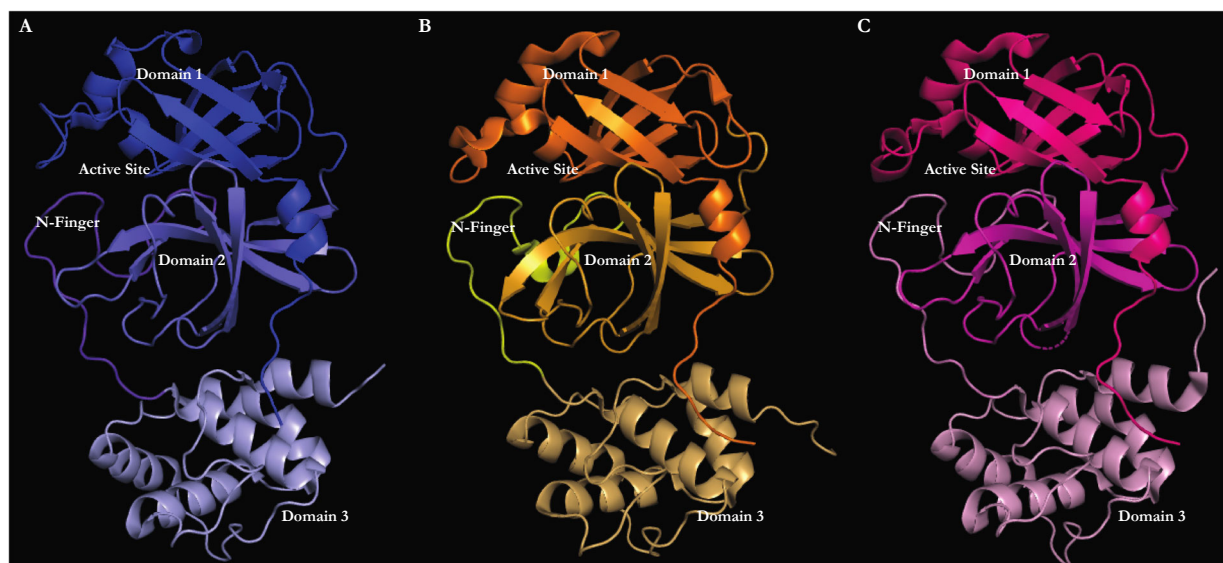 A
Domain 1
Active Site
N-Finger
Domain 2
Domain 3
B
Domain 1
Active Site
N-Finger
Domain 2
Domain 3
C
Domain 1
Active Site
N-Finger
Domain 2
Domain 3